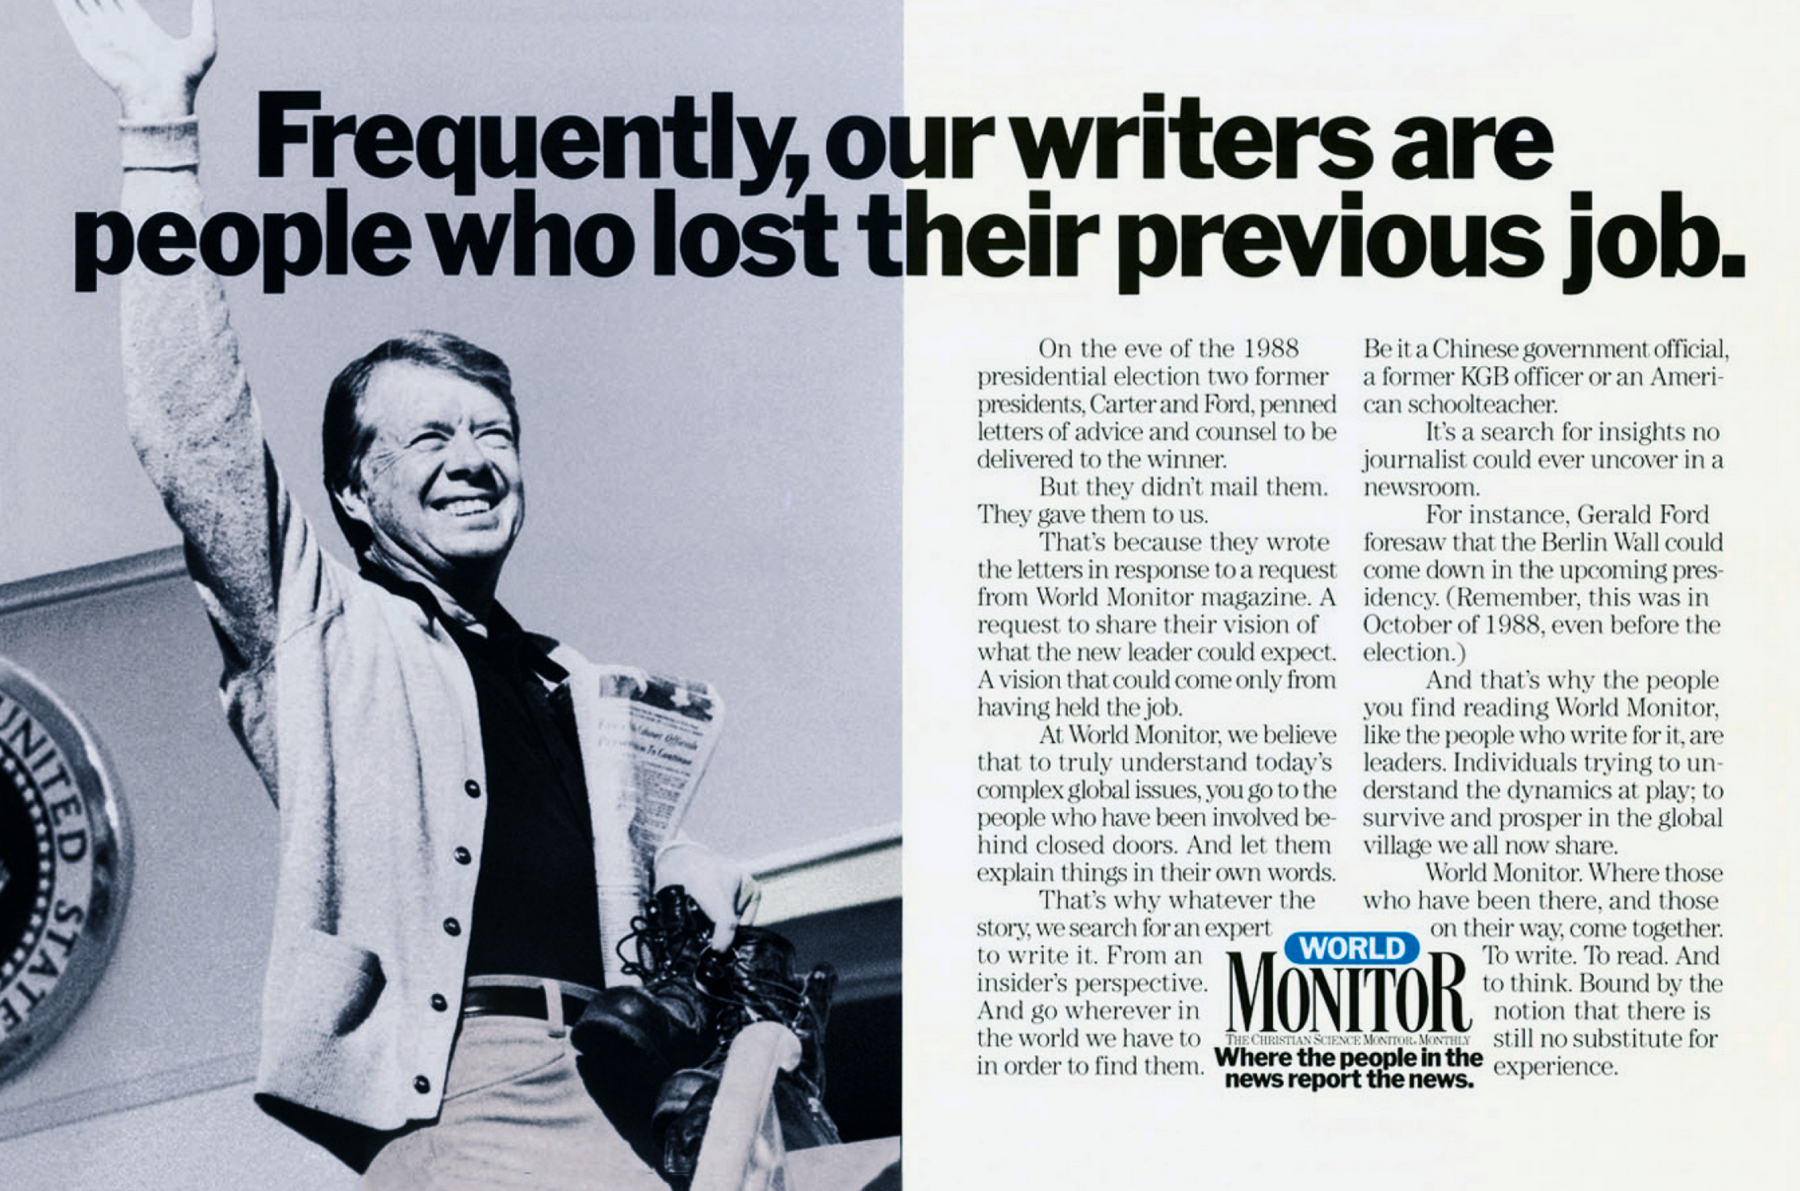 Frequently, our writers are
people who lost their previous job.
On the eve of the 1988
presidential election two former
presidents, Carter and Ford, penned
letters of advice and counsel to be
delivered to the winner.
But they didn't mail them.
They gave them to us.
That's because they wrote
the letters in response to a request
from World Monitor magazine. A
request to share their vision of
what the new leader could expect.
A vision that could come only from
having held the job.
At World Monitor, we believe
that to truly understand today's
complex global issues, you go to the
people who have been involved be-
hind closed doors. And let them
explain things in their own words.
That's why whatever the
story, we search for an expert
to write it. From an
insider's perspective.
And go wherever in
the world we have to
in order to find them.
Be it a Chinese government official,
a former KGB officer or an Ameri-
can schoolteacher.
It's a search for insights no
journalist could ever uncover in a
newsroom.
For instance, Gerald Ford
foresaw that the Berlin Wall could
come down in the upcoming pres-
idency. (Remember, this was in
October of 1988, even before the
election.)
And that's why the people
you find reading World Monitor,
like the people who write for it, are
leaders. Individuals trying to un-
derstand the dynamics at play; to
survive and prosper in the global
village we all now share.
World Monitor. Where those
who have been there, and those
on their way, come together.
To write. To read. And
to think. Bound by the
notion that there is
still no substitute for
experience.
WORLD
MONITOR
THE CHRISTIAN SCIENCE MONITOR MONTHLY
Where the people in the
news report the news.
UNITED STATES